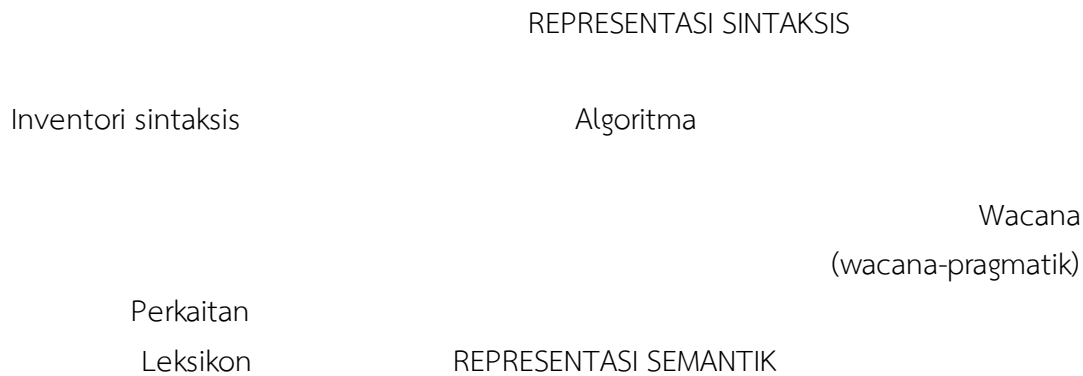 REPRESENTASI SINTAKSIS
Inventori sintaksis Algoritma
Wacana
(wacana-pragmatik)
Perkaitan
Leksikon REPRESENTASI SEMANTIK